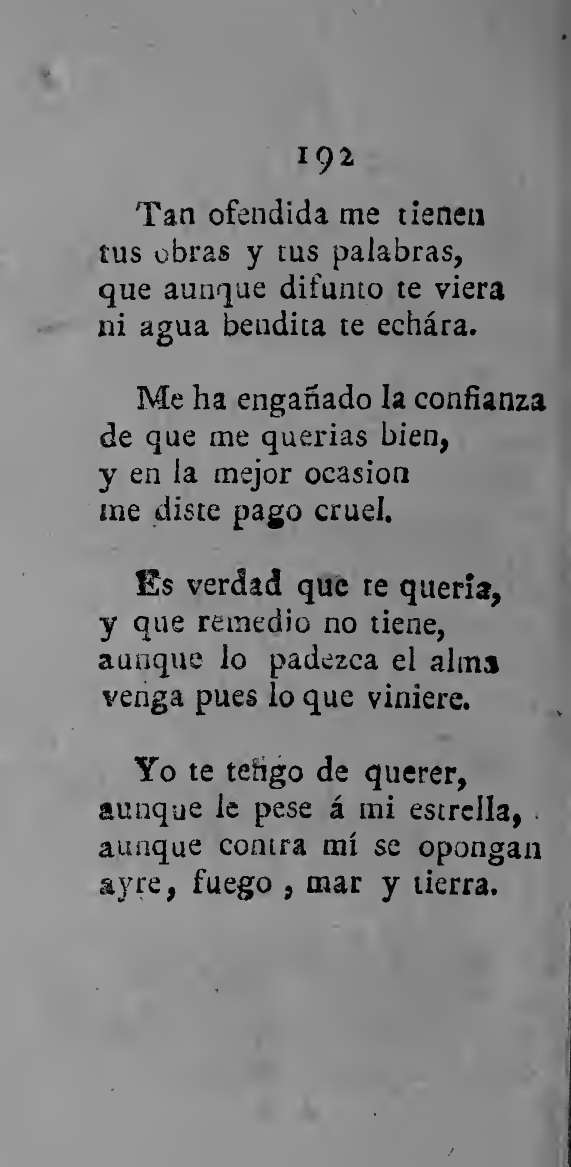 192
Tan ofendida me tienen
tus obras y tus palabras,
que aunque difunto te viera
ni agua bendita te echára.
Me ha engañado la confianza
de que me querias bien,
y en la mejor ocasion
me diste pago cruel.
Es verdad que te quería,
y que remedio no tiene,
aunque lo padezca el alma
venga pues lo que viniere.
Yo te tengo de querer,
aunque le pese á mi estrella,
aunque contra mí se opongan
ayre, fuego , mar y tierra.